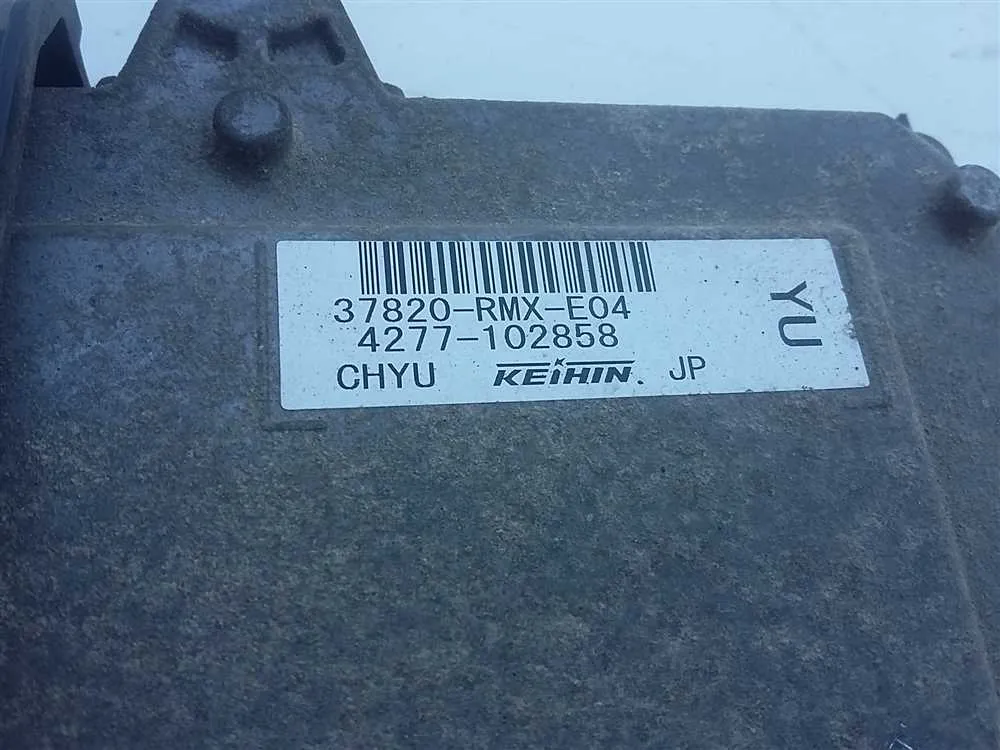 37820-RMX-E04
4277-102858
CHYU KEIHIN. JP
YU